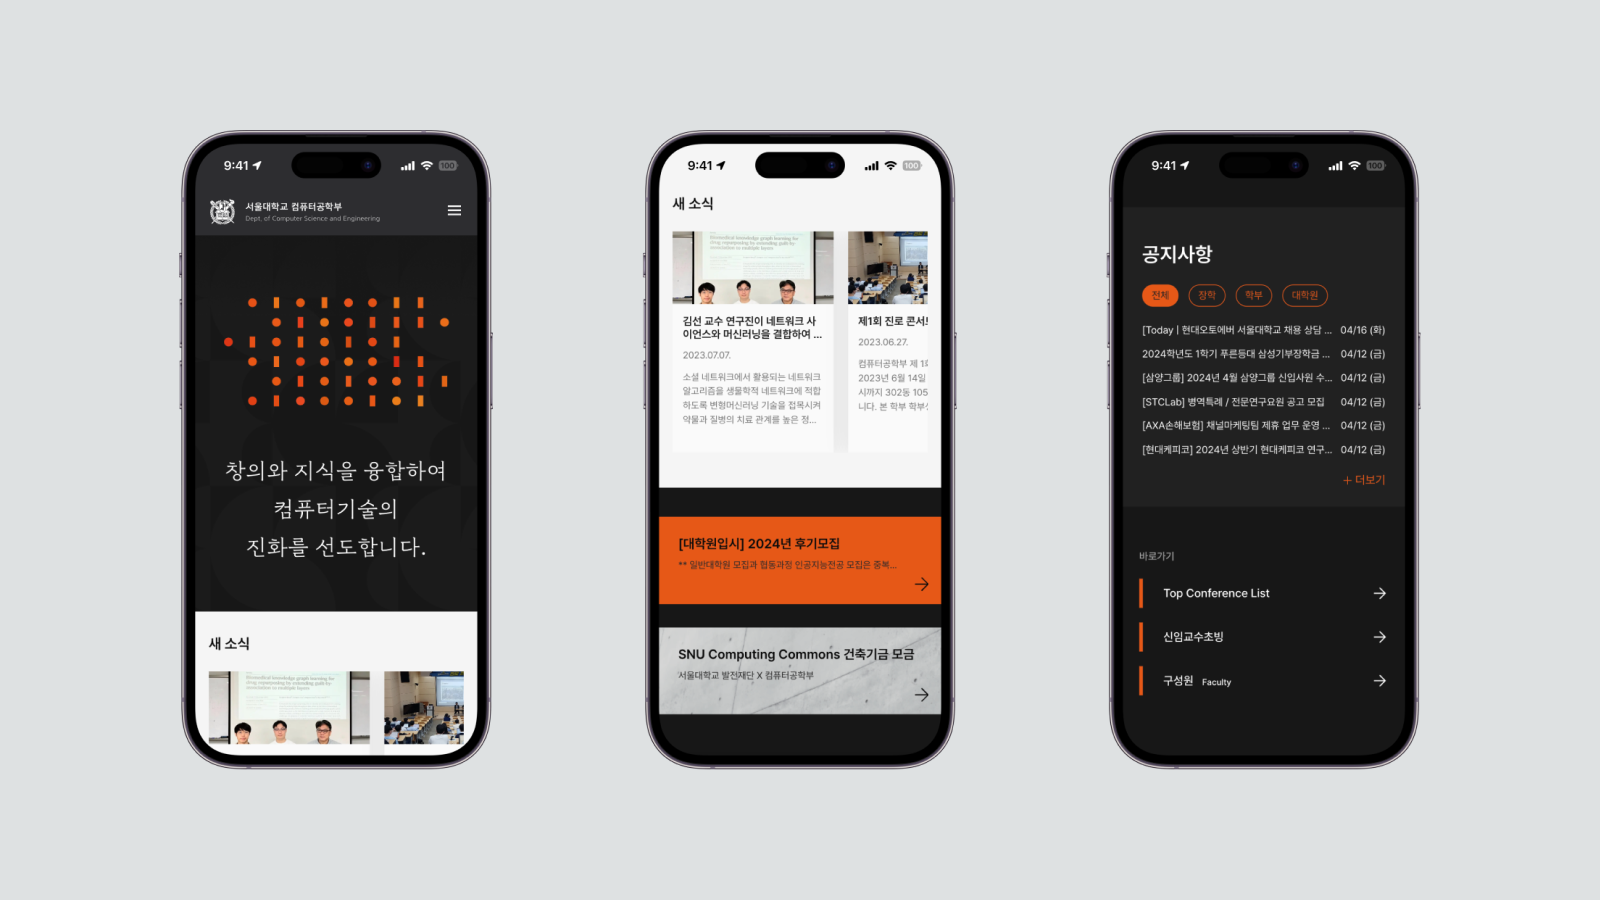 9:41
100
서울대학교 컴퓨터공학부
Dept. of Computer Science and Engineering
창의와 지식을 융합하여
컴퓨터기술의
진화를 선도합니다.
새 소식
9:41
100
새 소식
Biomedical knowledge graph learning for
drug repurposing by extending guilt-by-
association to multiple layers
김선 교수 연구진이 네트워크 사
이언스와 머신러닝을 결합하여 ...
2023.07.07.
소셜 네트워크에서 활용되는 네트워크
알고리즘을 생물학적 네트워크에 적합
하도록 변형머신러닝 기술을 접목시켜
약물과 질병의 치료 관계를 높은 정...
제1회 진로 콘서
2023.06.27.
컴퓨터공학부 제 1
2023년 6월 14일
시까지 302동 105
니다. 본 학부 학부
[대학원입시] 2024년 후기모집
** 일반대학원 모집과 협동과정 인공지능전공 모집은 중복...
SNU Computing Commons 건축기금 모금
서울대학교 발전재단 X 컴퓨터공학부
9:41
100
공지사항
전체 장학 학부 대학원
[Today | 현대오토에버 서울대학교 채용 상담 ... 04/16 (화)
2024학년도 1학기 푸른등대 삼성기부장학금 ... 04/12 (금)
[삼양그룹] 2024년 4월 삼양그룹 신입사원 수... 04/12 (금)
[STCLab] 병역특례 / 전문연구요원 공고 모집 04/12 (금)
[AXA손해보험] 채널마케팅팀 제휴 업무 운영 ... 04/12 (금)
[현대케피코] 2024년 상반기 현대케피코 연구... 04/12 (금)
+ 더보기
바로가기
Top Conference List
신임교수초빙
구성원 Faculty